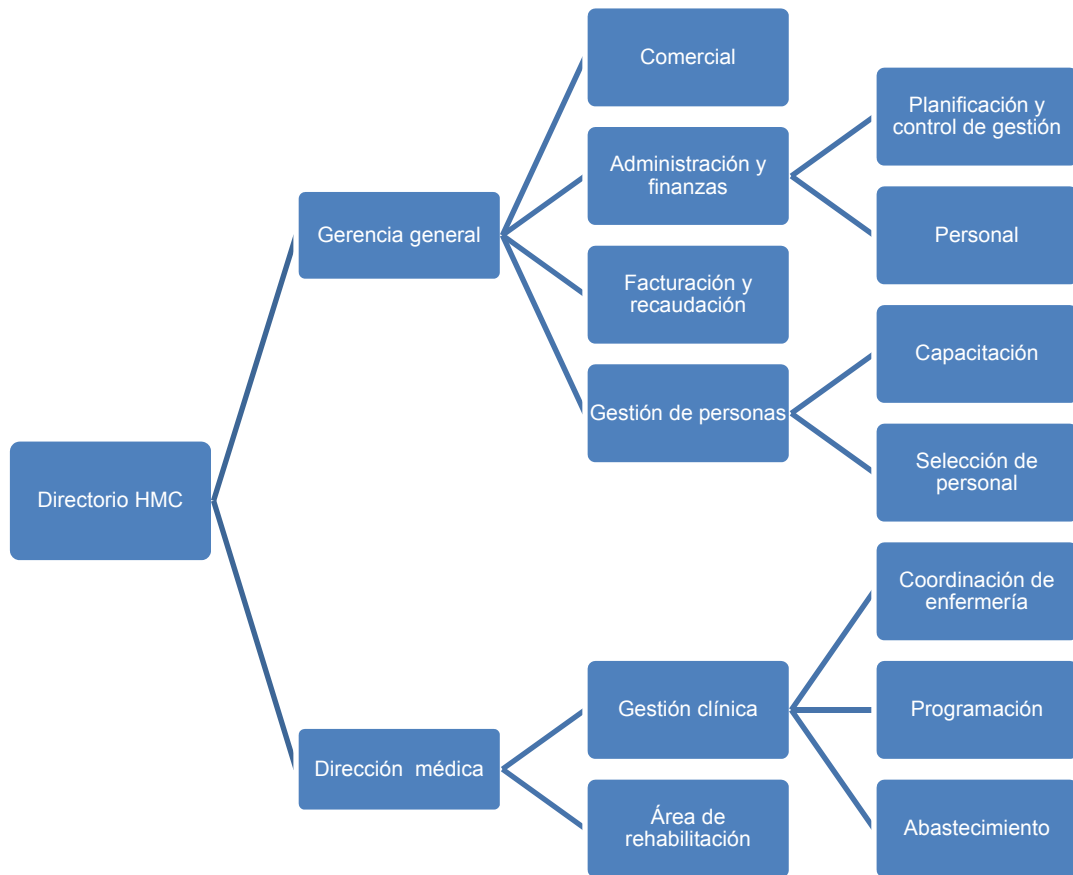 Directorio HMC
Gerencia general
Comercial
Administración y
finanzas
Planificación y
control de gestión
Personal
Facturación y
recaudación
Gestión de personas
Capacitación
Selección de
personal
Dirección  médica
Gestión clínica
Coordinación de
enfermería
Programación
Abastecimiento
Área de
rehabilitación